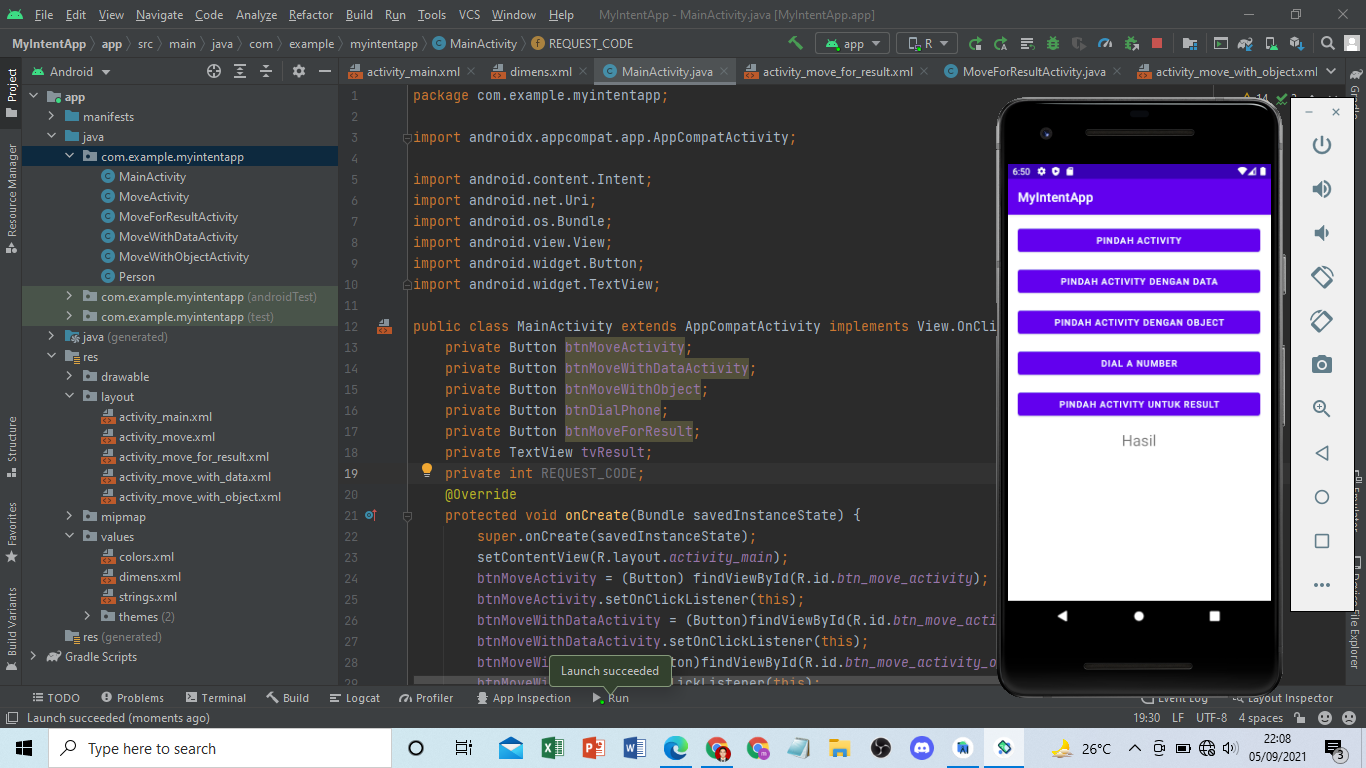 File Edit View Navigate Code Analyze Refactor Build Run Tools VCS Window Help MyIntentApp - MainActivity.java [MyIntentApp.app]
MyIntentApp app src main java com example myintentapp MainActivity REQUEST_CODE app R
Project
Android
activity_main.xml dimens.xml MainActivity.java activity_move_for_result.xml MoveForResultActivity.java activity_move_with_object.xml
app
manifests
java
com.example.myintentapp
MainActivity
MoveActivity
MoveForResultActivity
MoveWithDataActivity
MoveWithObjectActivity
Person
com.example.myintentapp (androidTest)
com.example.myintentapp (test)
java (generated)
res
drawable
layout
activity_main.xml
activity_move.xml
activity_move_for_result.xml
activity_move_with_data.xml
activity_move_with_object.xml
mipmap
values
colors.xml
dimens.xml
strings.xml
themes (2)
res (generated)
Gradle Scripts
Resource Manager
Structure
Favorites
Build Variants
1 package com.example.myintentapp;
2
3 import androidx.appcompat.app.AppCompatActivity;
4
5 import android.content.Intent;
6 import android.net.Uri;
7 import android.os.Bundle;
8 import android.view.View;
9 import android.widget.Button;
10 import android.widget.TextView;
11
12 public class MainActivity extends AppCompatActivity implements View.OnCli
13 private Button btnMoveActivity;
14 private Button btnMoveWithDataActivity;
15 private Button btnMoveWithObject;
16 private Button btnDialPhone;
17 private Button btnMoveForResult;
18 private TextView tvResult;
19 private int REQUEST_CODE;
20 @Override
21 protected void onCreate(Bundle savedInstanceState) {
22 super.onCreate(savedInstanceState);
23 setContentView(R.layout.activity_main);
24 btnMoveActivity = (Button) findViewById(R.id.btn_move_activity);
25 btnMoveActivity.setOnClickListener(this);
26 btnMoveWithDataActivity = (Button)findViewById(R.id.btn_move_acti
27 btnMoveWithDataActivity.setOnClickListener(this);
28 btnMoveWi ton)findViewById(R.id.btn_move_activity_o
29 btnMoveWi ckListener(this);
Launch succeeded
6:50
MyIntentApp
PINDAH ACTIVITY
PINDAH ACTIVITY DENGAN DATA
PINDAH ACTIVITY DENGAN OBJECT
DIAL A NUMBER
PINDAH ACTIVITY UNTUK RESULT
Hasil
Device File Explorer
TODO Problems Terminal Build Logcat Profiler App Inspection Run Event Log Layout Inspector
Launch succeeded (moments ago) 19:30 LF UTF-8 4 spaces
Type here to search 26°C 22:08
05/09/2021 3